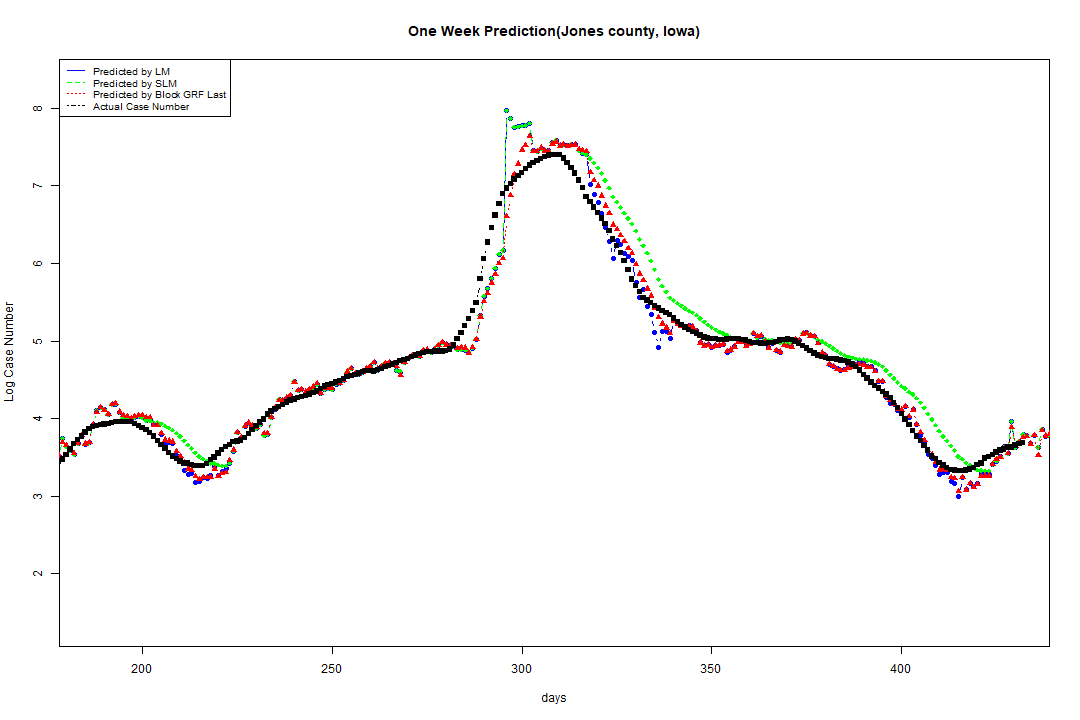 One Week Prediction(Jones county, Iowa)
Predicted by LM
Predicted by SLM
Predicted by Block GRF Last
Actual Case Number
8
7
6
5
4
3
2
Log Case Number
200 250 300 350 400
days